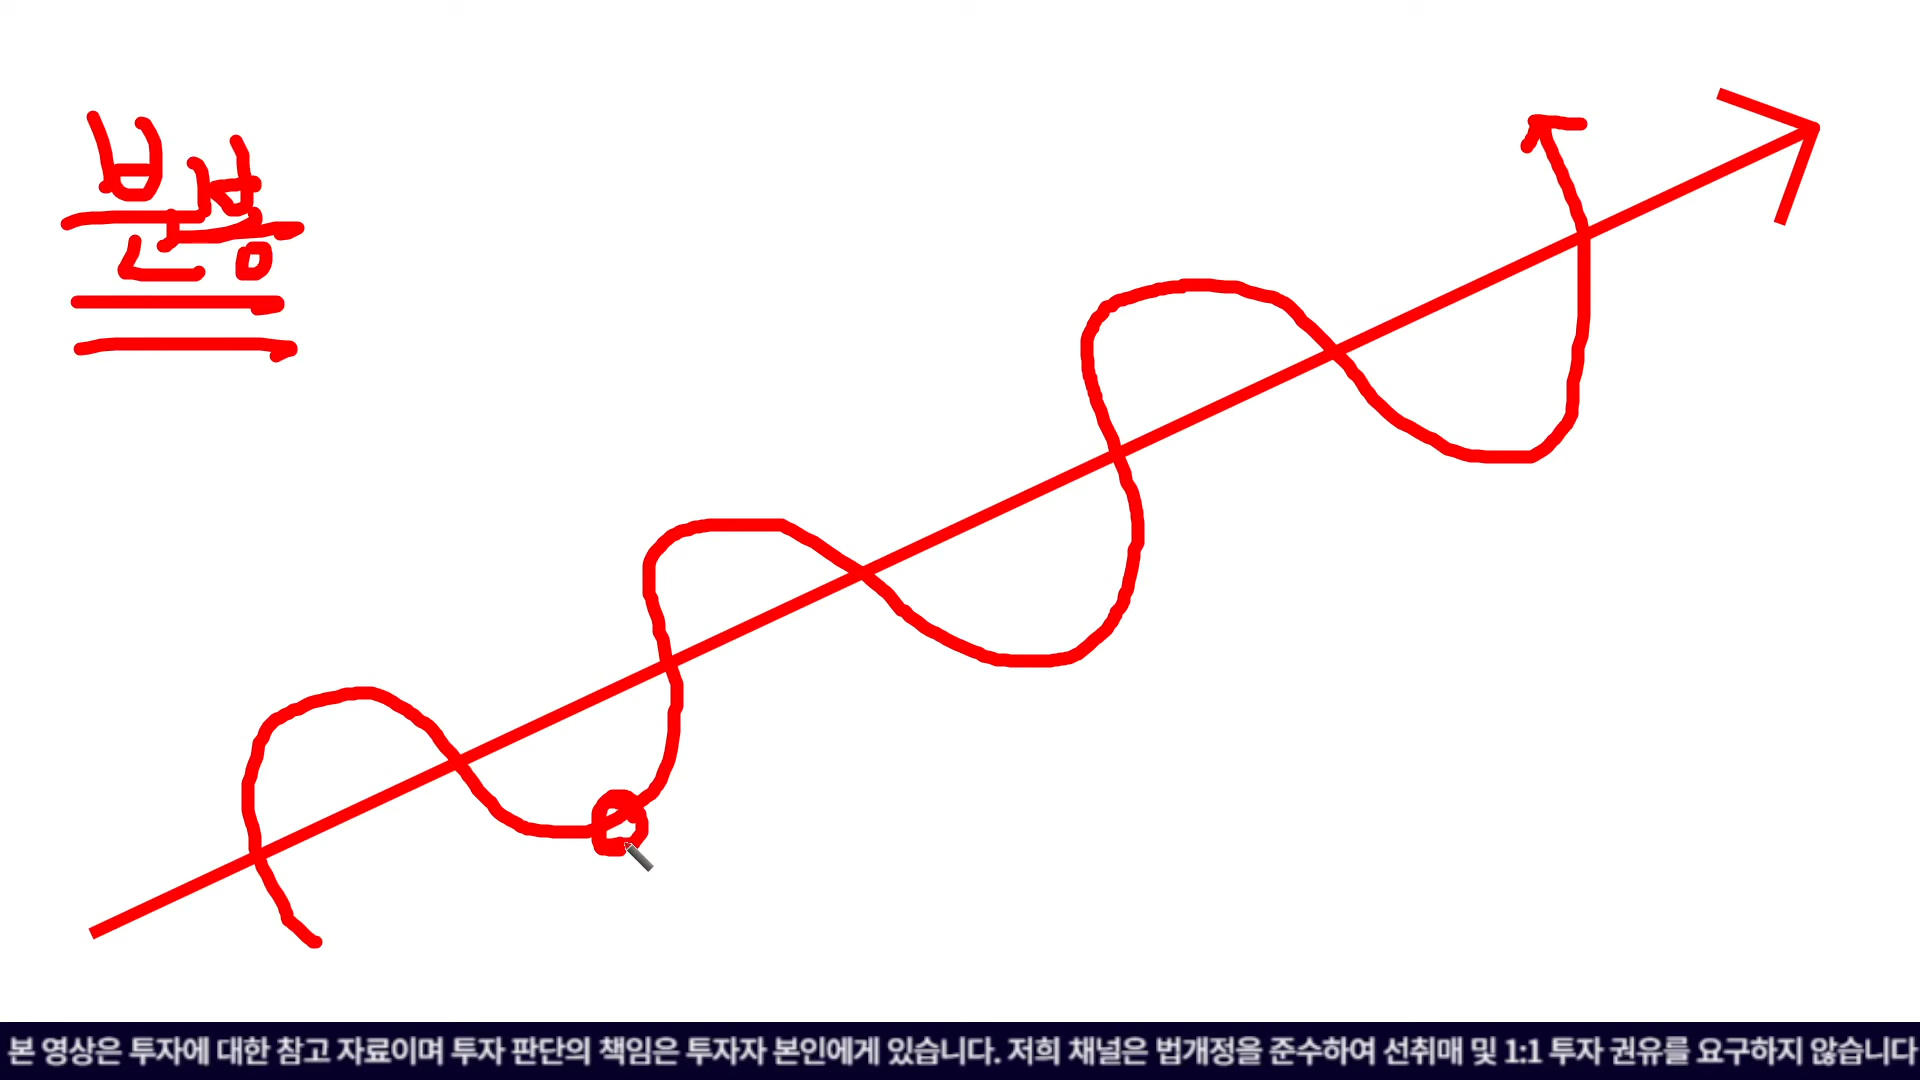 분봉
본 영상은 투자에 대한 참고 자료이며 투자 판단의 책임은 투자자 본인에게 있습니다. 저희 채널은 법개정을 준수하여 선취매 및 1:1 투자 권유를 요구하지 않습니다